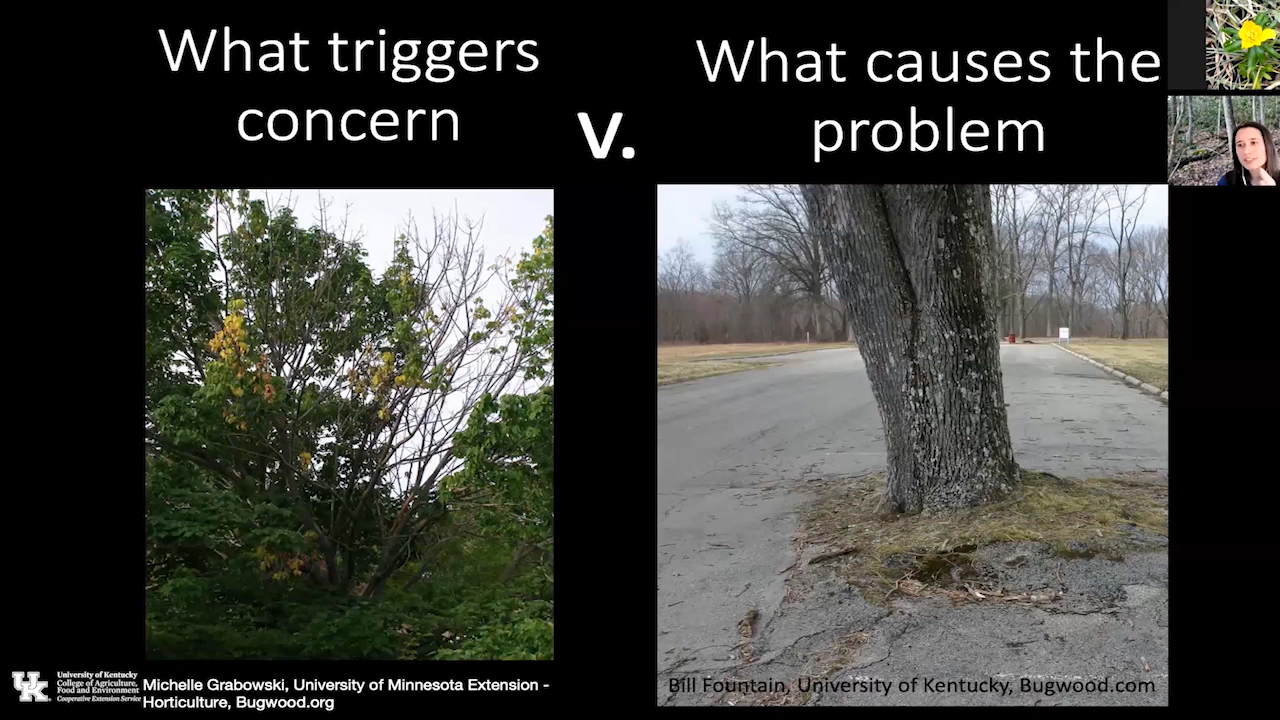 What triggers
concern
v.
What causes the
problem
University of Kentucky
College of Agriculture,
Food and Environment
Cooperative Extension Service
Michelle Grabowski, University of Minnesota Extension -
Horticulture, Bugwood.org
Bill Fountain, University of Kentucky, Bugwood.com